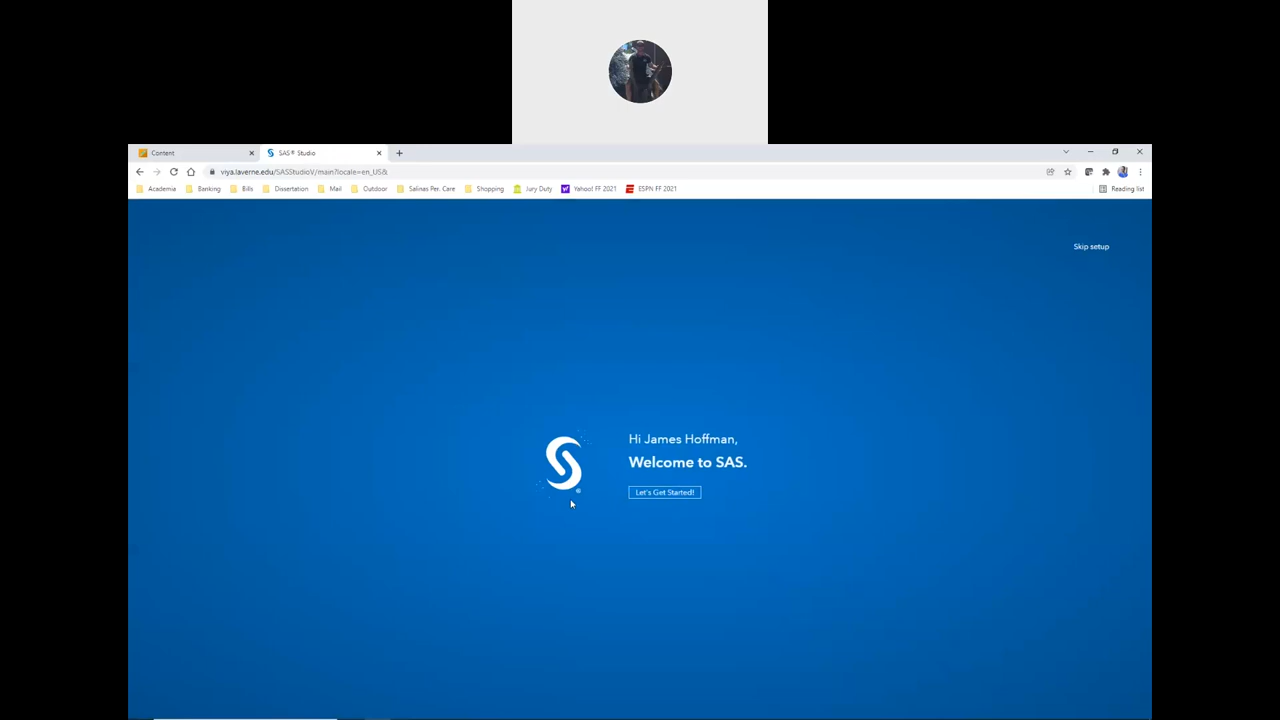 Content
SAS® Studio
viya.laverne.edu/SASStudioV/main?locale=en_US&
Academia
Banking
Bills
Dissertation
Mail
Outdoor
Salinas Per. Care
Shopping
Jury Duty
Yahoo! FF 2021
ESPN FF 2021
Reading list
Skip setup
Hi James Hoffman,
Welcome to SAS.
Let's Get Started!